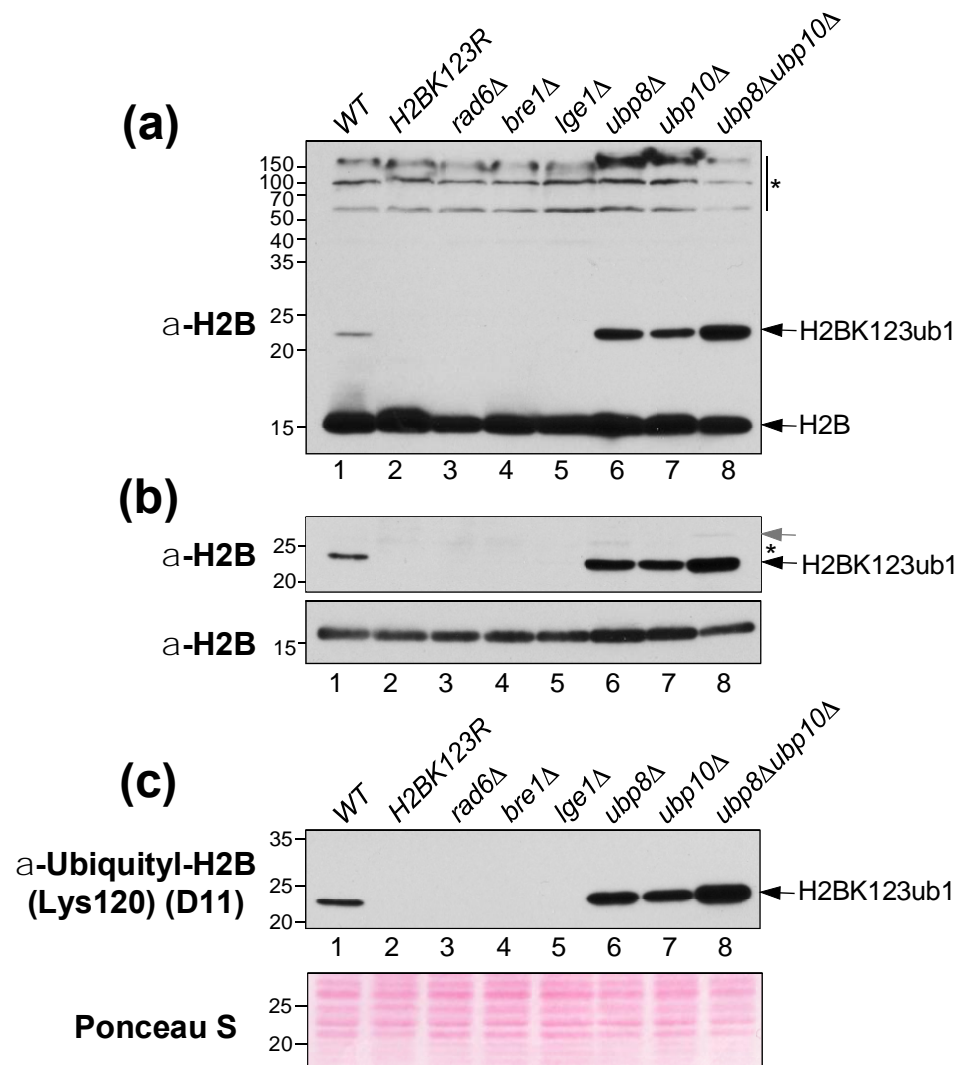 (a)
WT
H2BK123R
rad6Δ
bre1Δ
lge1Δ
ubp8Δ
ubp10Δ
ubp8Δubp10Δ
150
100
70
50
40
35
25
20
15
*
a-H2B
H2BK123ub1
H2B
1 2 3 4 5 6 7 8
(b)
a-H2B
25
20
*
H2BK123ub1
a-H2B
15
1 2 3 4 5 6 7 8
(c)
WT
H2BK123R
rad6Δ
bre1Δ
lge1Δ
ubp8Δ
ubp10Δ
ubp8Δubp10Δ
a-Ubiquityl-H2B
(Lys120) (D11)
35
25
20
H2BK123ub1
1 2 3 4 5 6 7 8
Ponceau S
25
20